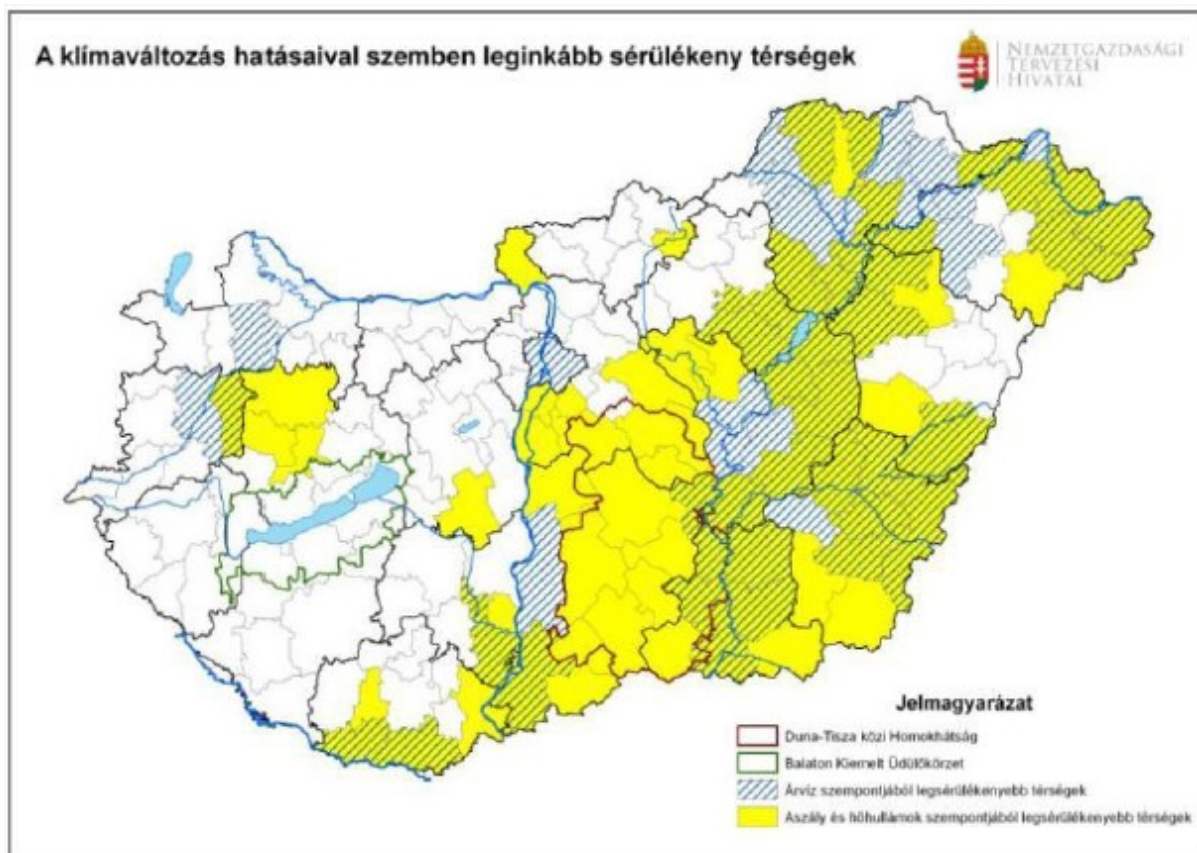 A klímaváltozás hatásaival szemben leginkább sérülékeny térségek
NEMZETGAZDASÁGI
TERVEZÉSI
HIVATAL
Jelmagyarázat
Duna-Tisza közi Homokhátság
Balaton Kiemelt Üdülőkörzet
Árvíz szempontjából legsérülékenyebb térségek
Aszály és hőhullámok szempontjából legsérülékenyebb térségek